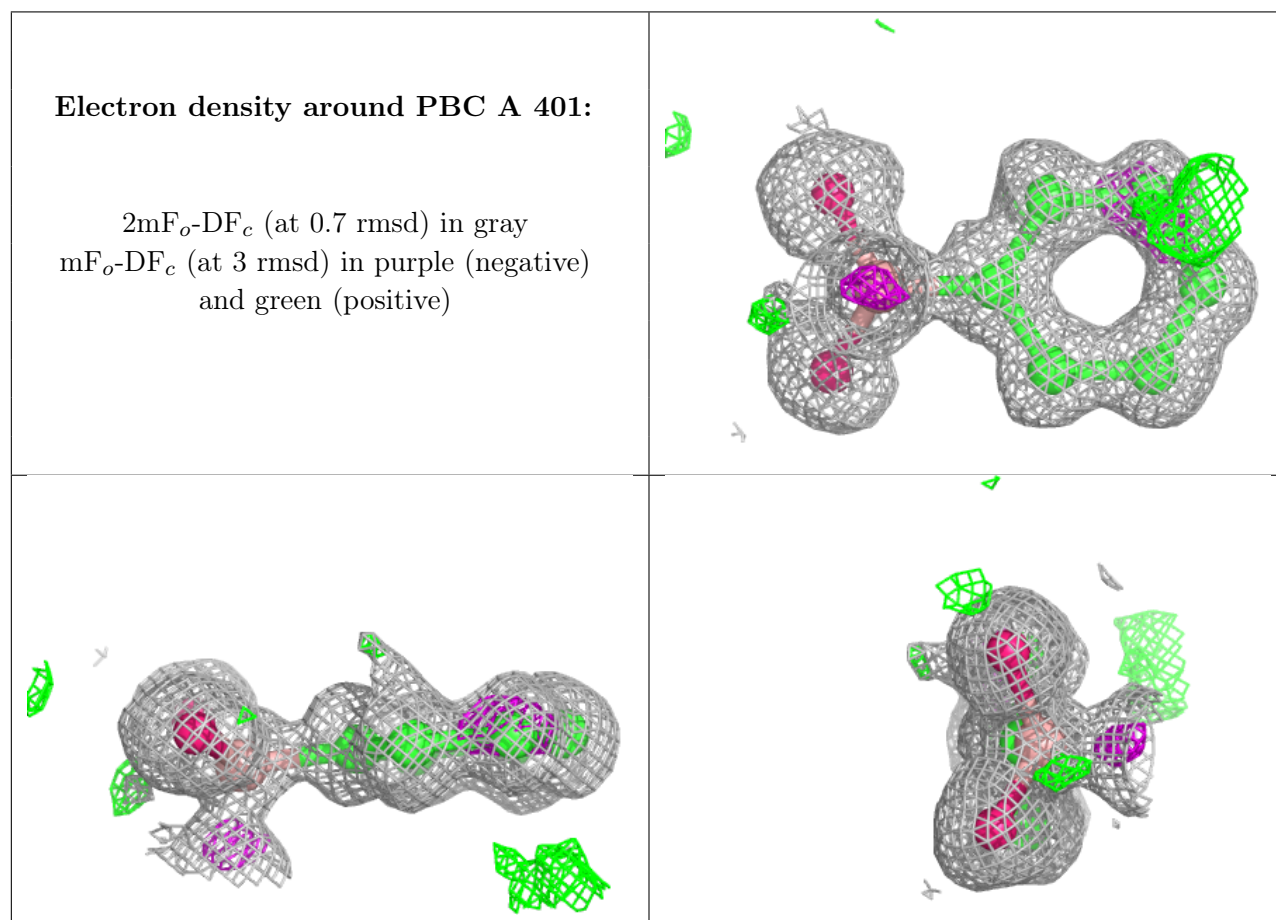 Electron density around PBC A 401:
2mFo-DFc (at 0.7 rmsd) in gray
mFo-DFc (at 3 rmsd) in purple (negative)
and green (positive)